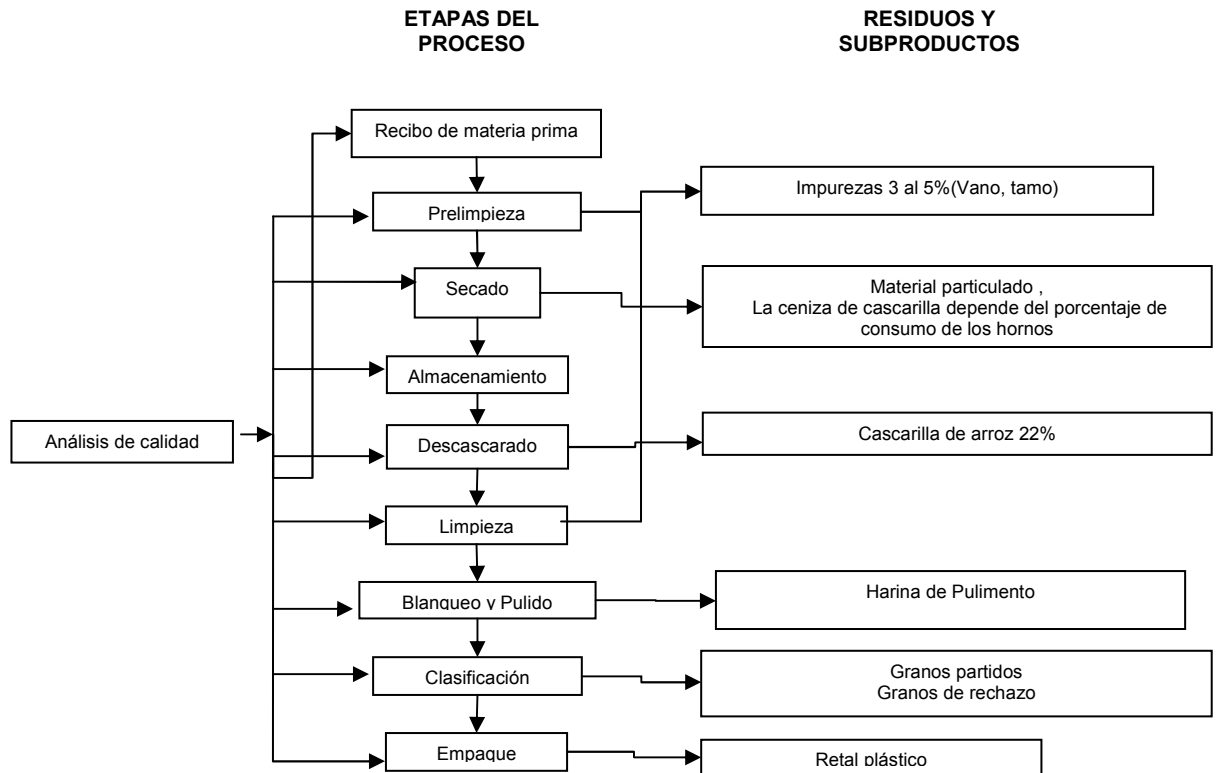 ETAPAS DEL
PROCESO
RESIDUOS Y
SUBPRODUCTOS
Recibo de materia prima
Impurezas 3 al 5%(Vano, tamo)
Prelimpieza
Secado
Material particulado ,
La ceniza de cascarilla depende del porcentaje de
consumo de los hornos
Almacenamiento
Análisis de calidad
Descascarado
Cascarilla de arroz 22%
Limpieza
Blanqueo y Pulido
Harina de Pulimento
Clasificación
Granos partidos
Granos de rechazo
Empaque
Retal plástico